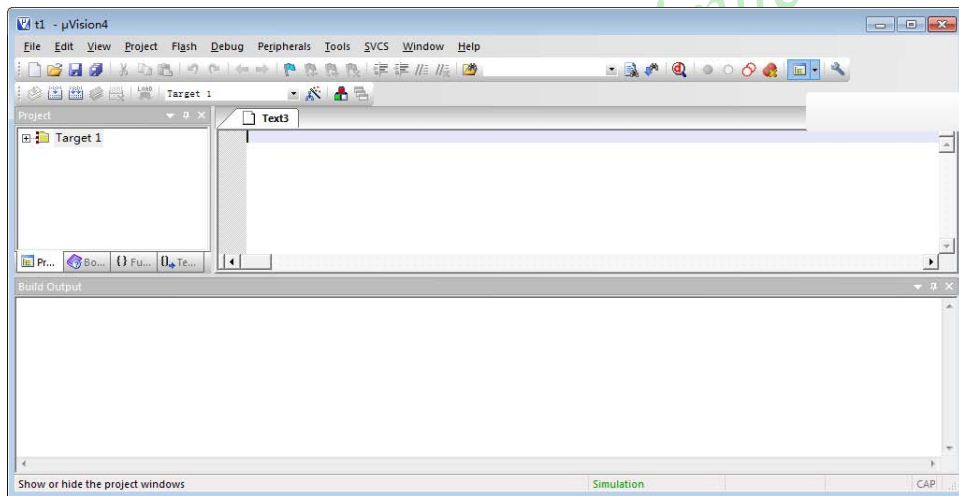 t1 - µVision4
File Edit View Project Flash Debug Peripherals Tools SVCS Window Help
LOAD Target 1
Project
Text3
Target 1
Pr... Bo... {} Fu... 0 Te...
Build Output
Show or hide the project windows Simulation CAP